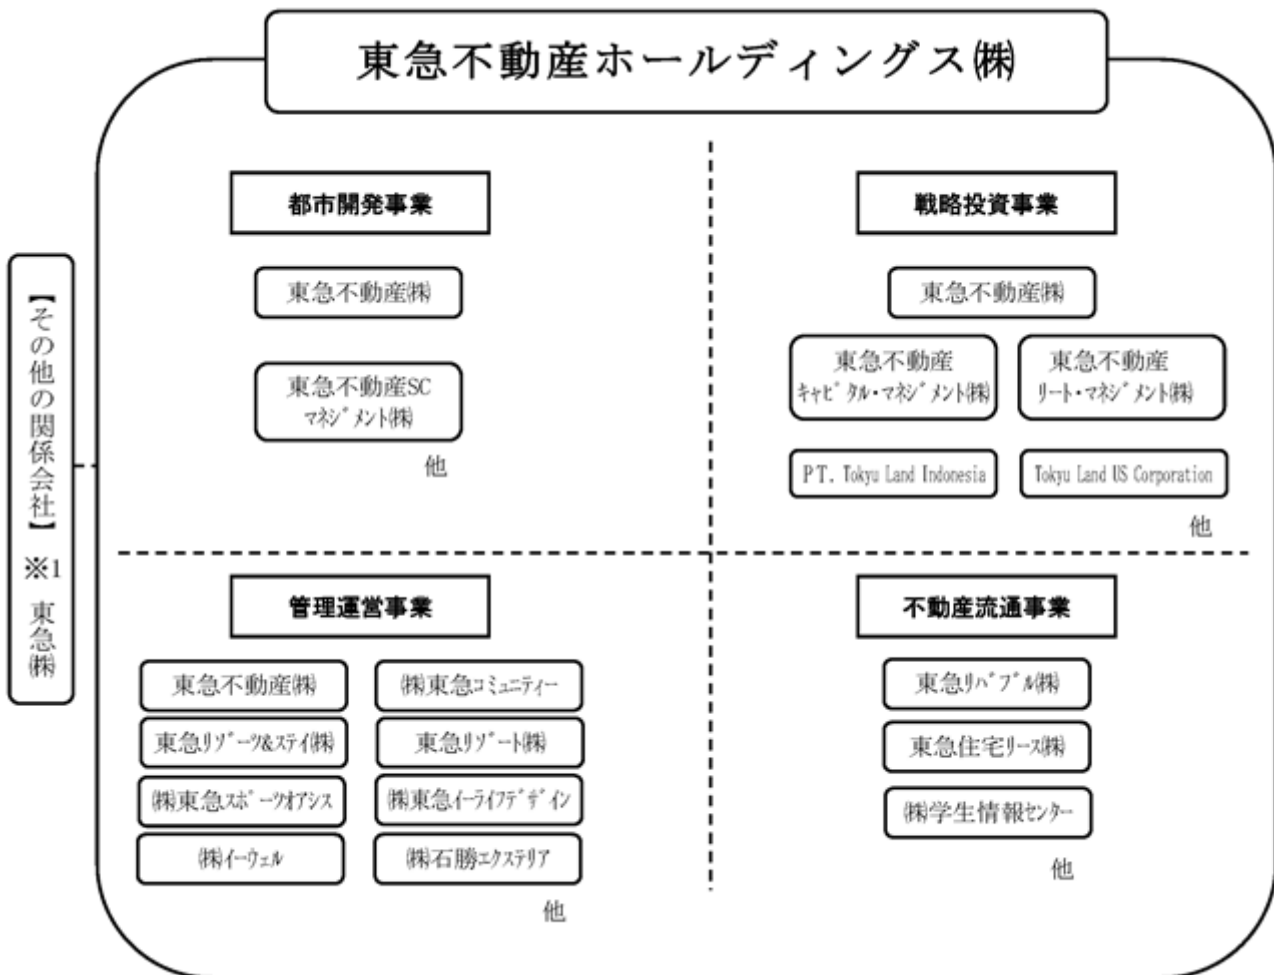 東急不動産ホールディングス㈱
【その他の関係会社】 ※1 東急㈱
都市開発事業
東急不動産㈱
東急不動産SC
マネジメント㈱
他
戦略投資事業
東急不動産㈱
東急不動産
キャピタル・マネジメント㈱
東急不動産
リート・マネジメント㈱
PT. Tokyu Land Indonesia
Tokyu Land US Corporation
他
管理運営事業
東急不動産㈱
㈱東急コミュニティー
東急リゾーツ&ステイ㈱
東急リゾート㈱
㈱東急スポーツオアシス
㈱東急イーライフデザイン
㈱イーウェル
㈱石勝エクステリア
他
不動産流通事業
東急リバブル㈱
東急住宅リース㈱
㈱学生情報センター
他